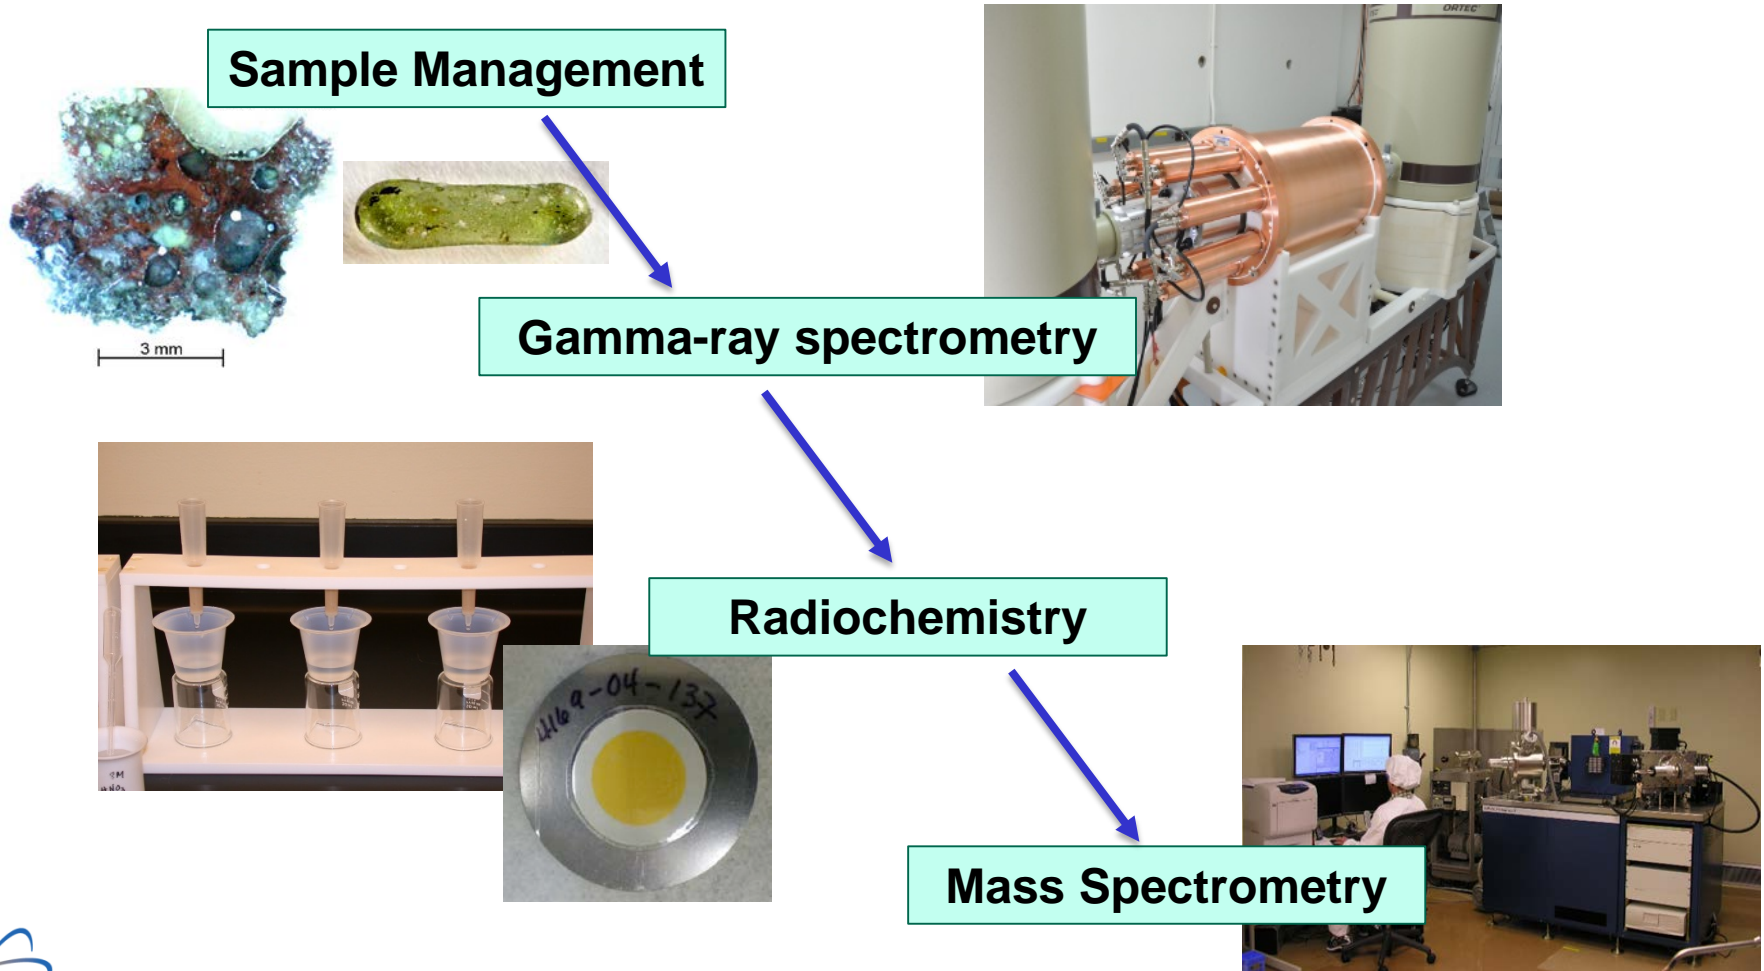 ORTEC
Sample Management
3 mm
Gamma-ray spectrometry
Radiochemistry
4169-04-137
Mass Spectrometry